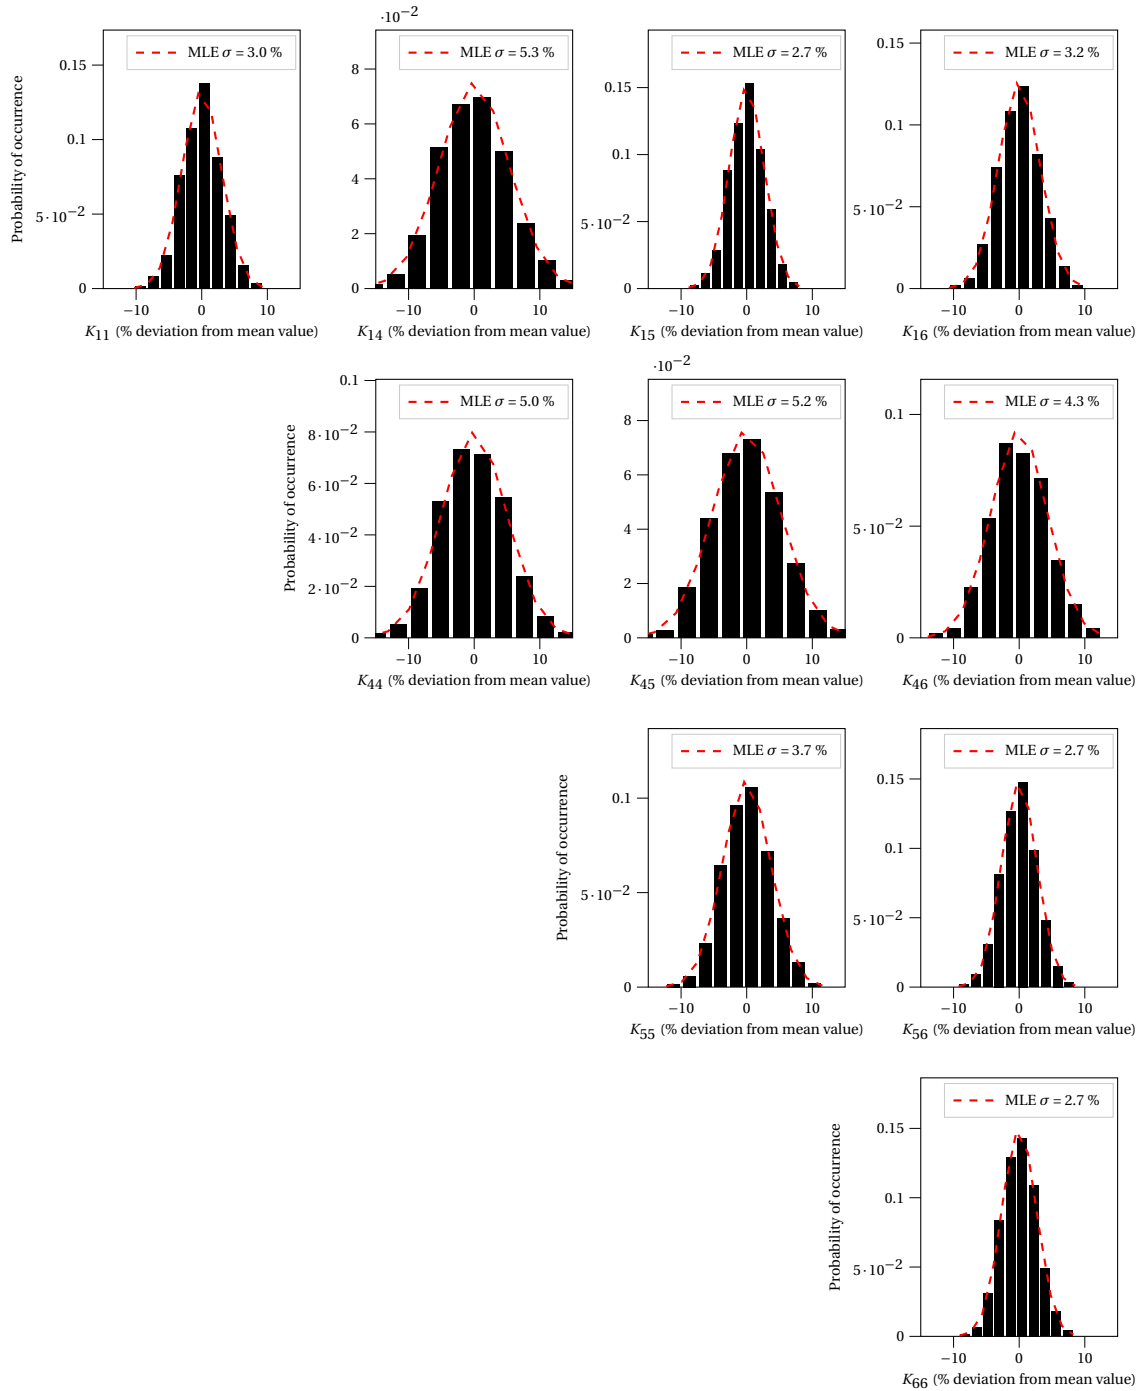 ·10⁻²
MLE σ = 3.0 %
MLE σ = 5.3 %
MLE σ = 2.7 %
MLE σ = 3.2 %
Probability of occurrence
0.15
0.1
5·10⁻²
0
8
6
4
2
0
0.15
0.1
5·10⁻²
0
0.15
0.1
5·10⁻²
0
−10 0 10
−10 0 10
−10 0 10
−10 0 10
K₁₁ (% deviation from mean value)
K₁₄ (% deviation from mean value)
K₁₅ (% deviation from mean value)
K₁₆ (% deviation from mean value)
·10⁻²
MLE σ = 5.0 %
MLE σ = 5.2 %
MLE σ = 4.3 %
Probability of occurrence
0.1
8·10⁻²
6·10⁻²
4·10⁻²
2·10⁻²
0
8
6
4
2
0
0.1
5·10⁻²
0
−10 0 10
−10 0 10
−10 0 10
K₄₄ (% deviation from mean value)
K₄₅ (% deviation from mean value)
K₄₆ (% deviation from mean value)
MLE σ = 3.7 %
MLE σ = 2.7 %
Probability of occurrence
0.1
5·10⁻²
0
0.15
0.1
5·10⁻²
0
−10 0 10
−10 0 10
K₅₅ (% deviation from mean value)
K₅₆ (% deviation from mean value)
MLE σ = 2.7 %
Probability of occurrence
0.15
0.1
5·10⁻²
0
−10 0 10
K₆₆ (% deviation from mean value)